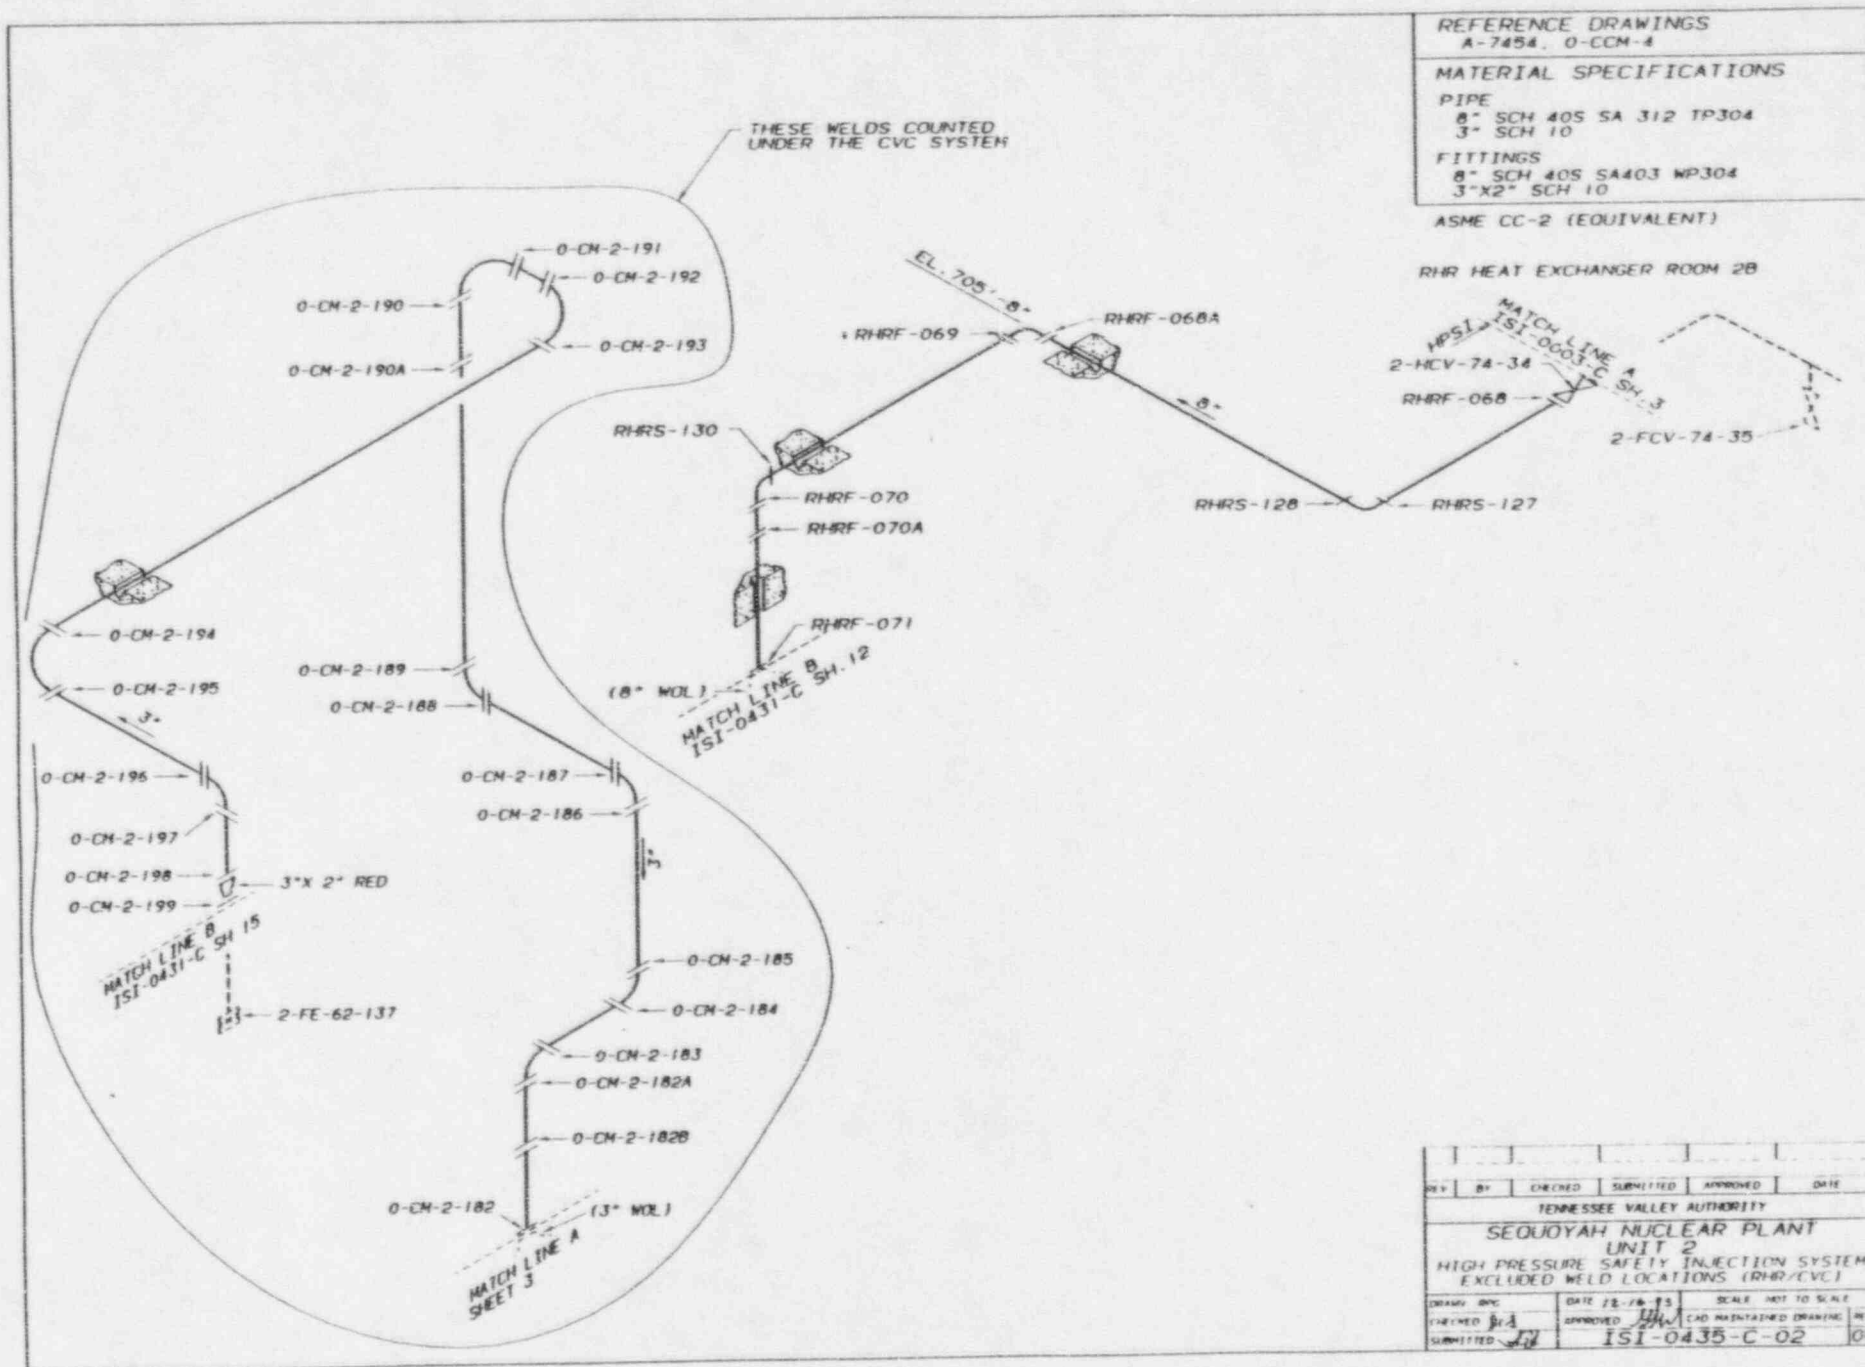 REFERENCE DRAWINGS
A-7454, 0-CCM-4
MATERIAL SPECIFICATIONS
PIPE
8" SCH 40S SA 312 TP304
3" SCH 10
FITTINGS
8" SCH 40S SA403 WP304
3"X2" SCH 10
ASME CC-2 (EQUIVALENT)
RHR HEAT EXCHANGER ROOM 2B
THESE WELDS COUNTED
UNDER THE CVC SYSTEM
0-CM-2-191
0-CM-2-192
0-CM-2-190
0-CM-2-193
0-CM-2-190A
EL. 705'-8"
RHRF-069
RHRF-068A
HPSI
MATCH LINE A
ISI-0003-C SH.3
2-HCV-74-34
RHRF-068
2-FCV-74-35
8"
RHRS-130
RHRF-070
RHRF-070A
RHRS-128
RHRS-127
RHRF-071
(8" WOL)
MATCH LINE B
ISI-0431-C SH.12
0-CM-2-194
0-CM-2-195
3"
0-CM-2-189
0-CM-2-188
0-CM-2-196
0-CM-2-187
0-CM-2-186
0-CM-2-197
3"
0-CM-2-198
3"X 2" RED
0-CM-2-199
MATCH LINE B
ISI-0431-C SH 15
2-FE-62-137
0-CM-2-185
0-CM-2-184
0-CM-2-183
0-CM-2-182A
0-CM-2-182B
0-CM-2-182
(3" WOL)
MATCH LINE A
SHEET 3
REV BY CHECKED SUBMITTED APPROVED DATE
TENNESSEE VALLEY AUTHORITY
SEQUOYAH NUCLEAR PLANT
UNIT 2
HIGH PRESSURE SAFETY INJECTION SYSTEM
EXCLUDED WELD LOCATIONS (RHR/CVC)
DRAWN DATE SCALE NOT TO SCALE
CHECKED APPROVED CAD MAINTAINED DRAWING
SUBMITTED ISI-0435-C-02 0